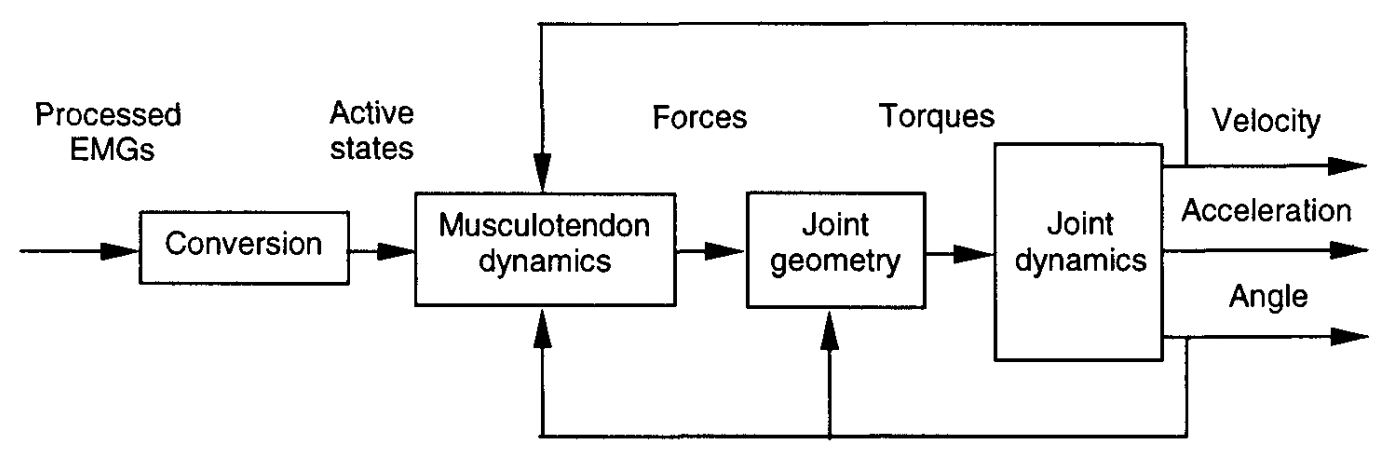 Processed
EMGs
Active
states
Forces
Torques
Velocity
Conversion
Musculotendon
dynamics
Joint
geometry
Joint
dynamics
Acceleration
Angle